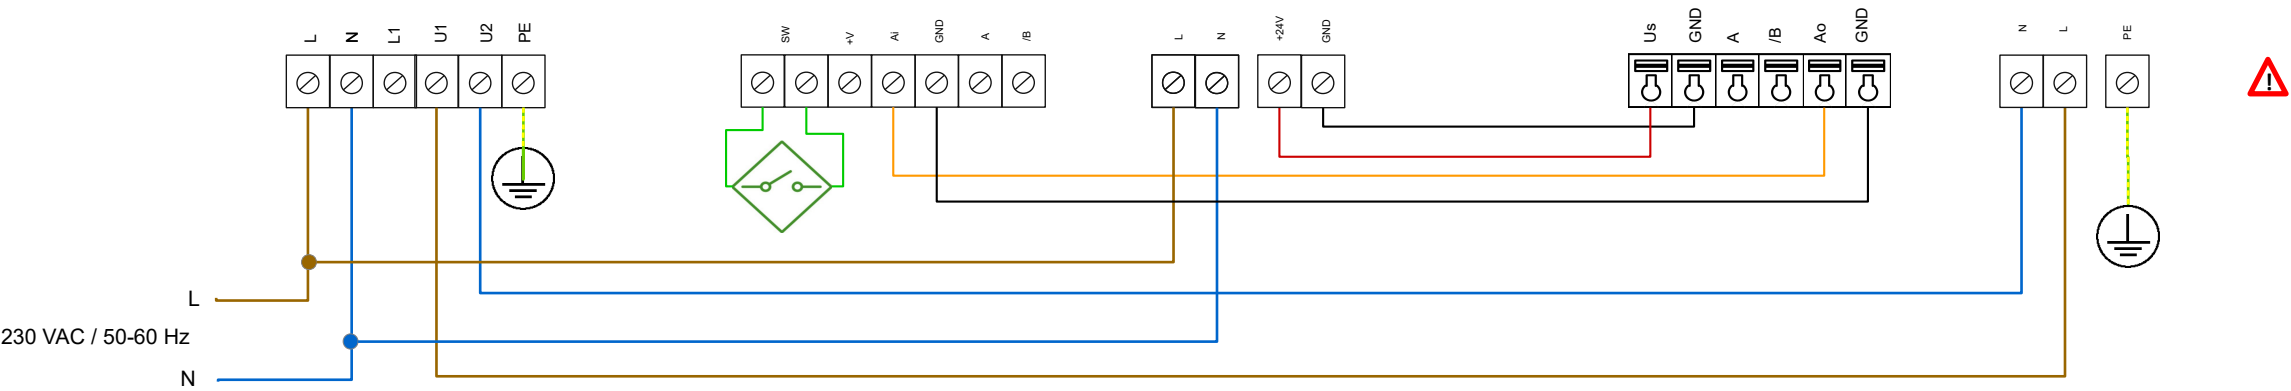 L N L1 U1 U2 PE
SW +V Ai GND A /B
L N
+24V GND
Us GND A /B Ao GND
N L
PE
L
230 VAC / 50-60 Hz
N